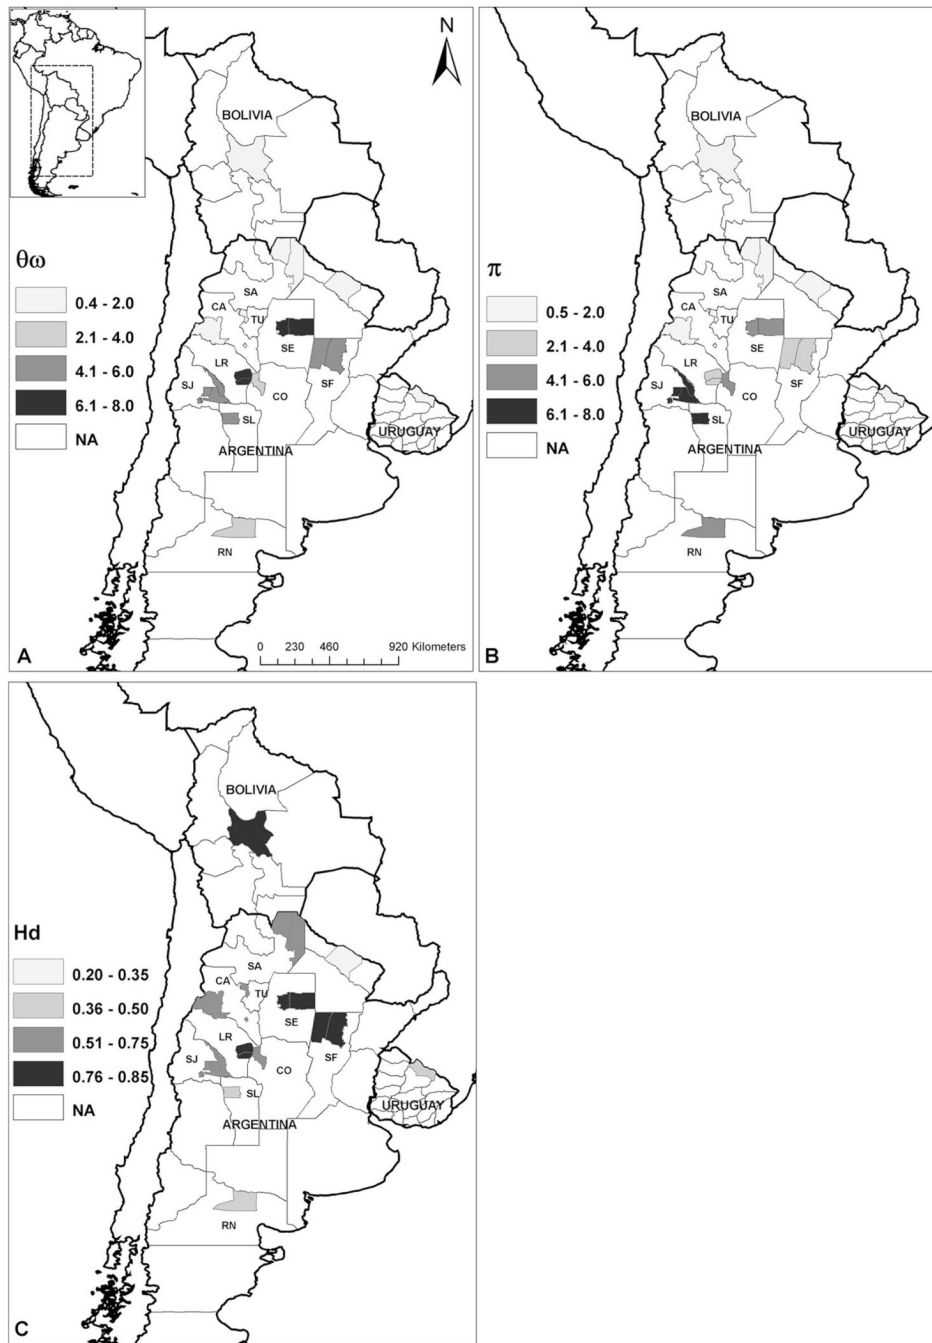 N
BOLIVIA
θω
0.4 - 2.0
2.1 - 4.0
4.1 - 6.0
6.1 - 8.0
NA
SA
CA
TU
SE
LR
SJ
SF
CO
SL
URUGUAY
ARGENTINA
RN
A
0 230 460 920 Kilometers
BOLIVIA
π
0.5 - 2.0
2.1 - 4.0
4.1 - 6.0
6.1 - 8.0
NA
SA
CA
TU
SE
LR
SJ
SF
CO
SL
URUGUAY
ARGENTINA
RN
B
BOLIVIA
Hd
0.20 - 0.35
0.36 - 0.50
0.51 - 0.75
0.76 - 0.85
NA
SA
CA
TU
SE
LR
SJ
SF
CO
SL
URUGUAY
ARGENTINA
RN
C